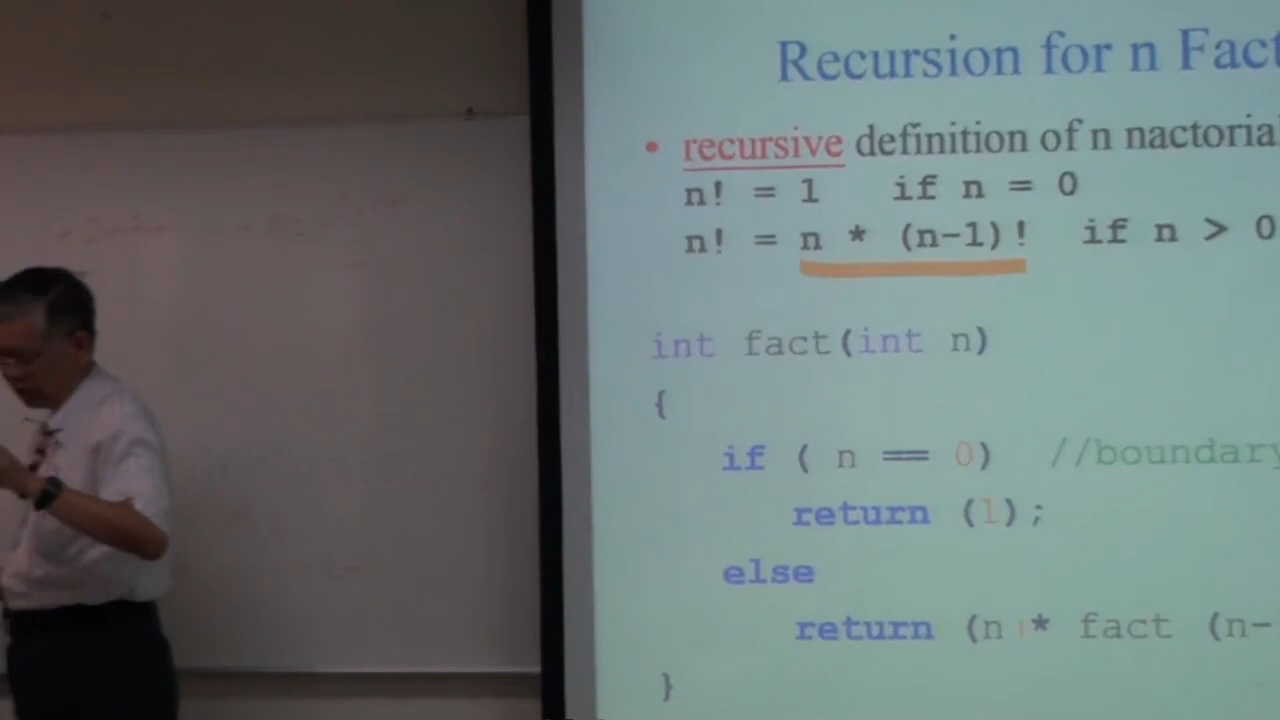 Recursion for n Fact
• recursive definition of n nactorial
n! = 1 if n = 0
n! = n * (n-1)! if n > 0
int fact(int n)
{
if ( n == 0) //boundary
return (1);
else
return (n * fact (n-
}